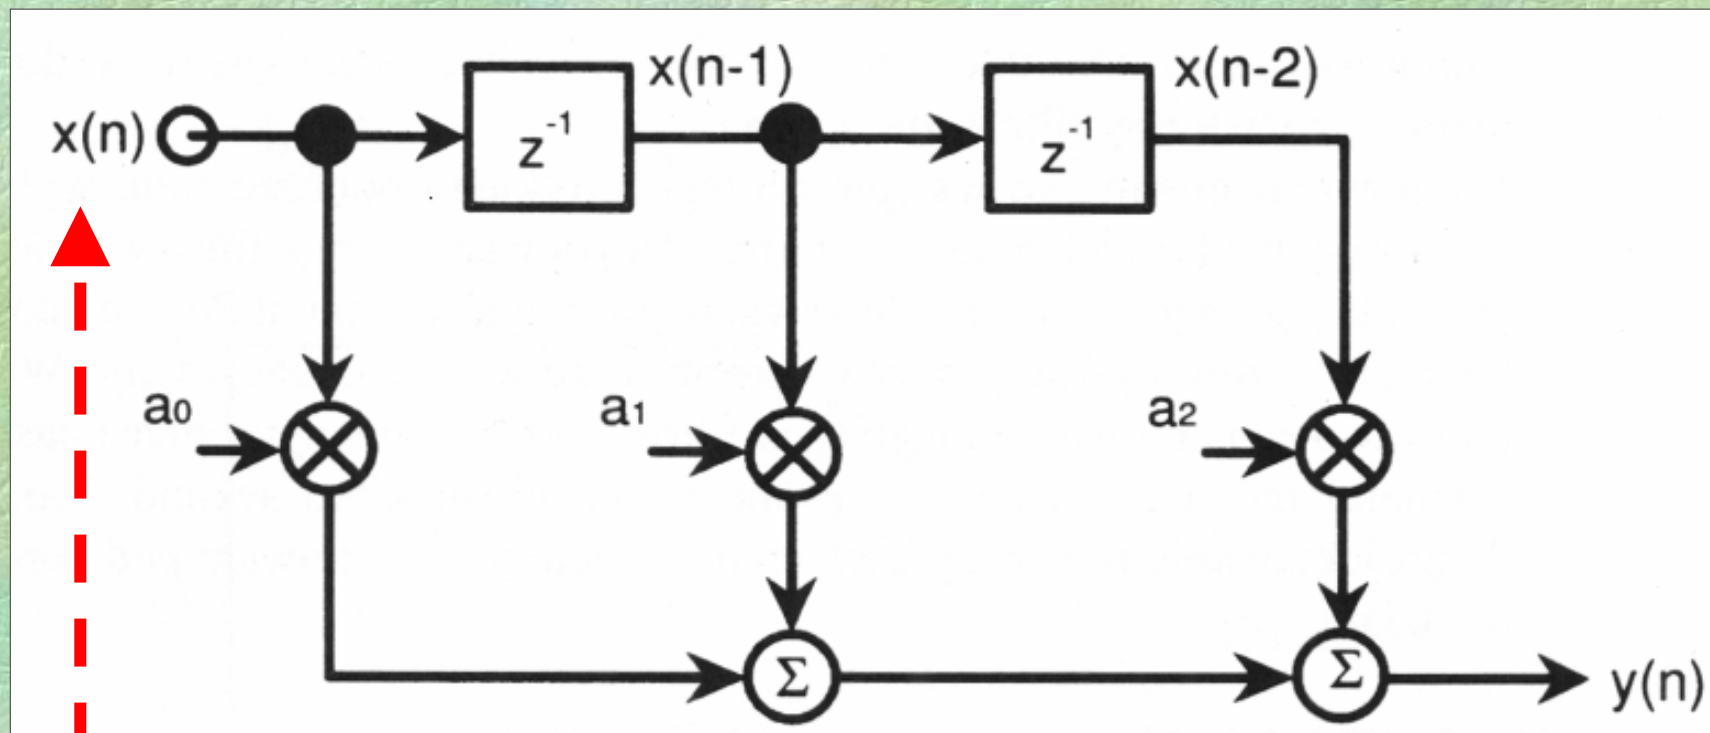 x(n-1) x(n-2)
x(n) z⁻¹ z⁻¹
a₀ a₁ a₂
Σ Σ y(n)